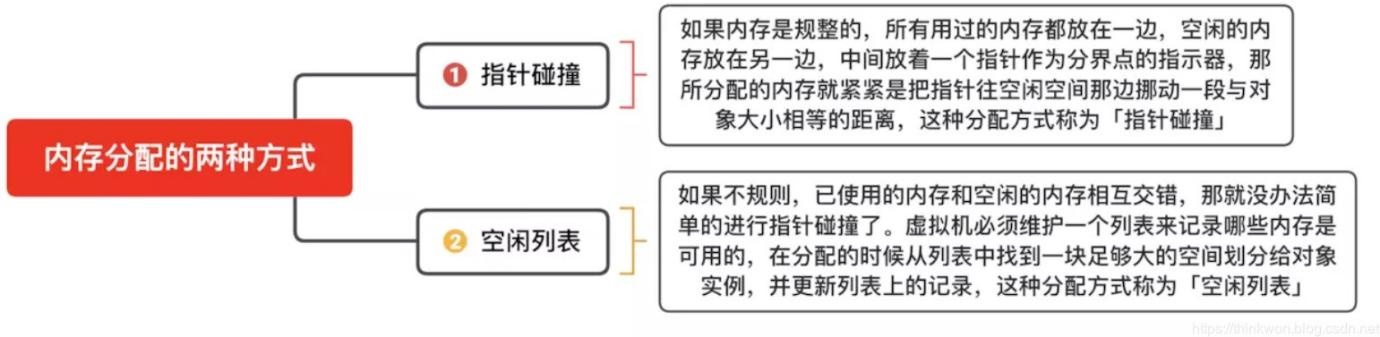 内存分配的两种方式
1 指针碰撞
如果内存是规整的，所有用过的内存都放在一边，空闲的内
存放在另一边，中间放着一个指针作为分界点的指示器，那
所分配的内存就紧紧是把指针往空闲空间那边挪动一段与对
象大小相等的距离，这种分配方式称为「指针碰撞」
2 空闲列表
如果不规则，已使用的内存和空闲的内存相互交错，那就没办法简
单的进行指针碰撞了。虚拟机必须维护一个列表来记录哪些内存是
可用的，在分配的时候从列表中找到一块足够大的空间划分给对象
实例，并更新列表上的记录，这种分配方式称为「空闲列表」
https://thinkwon.blog.csdn.net